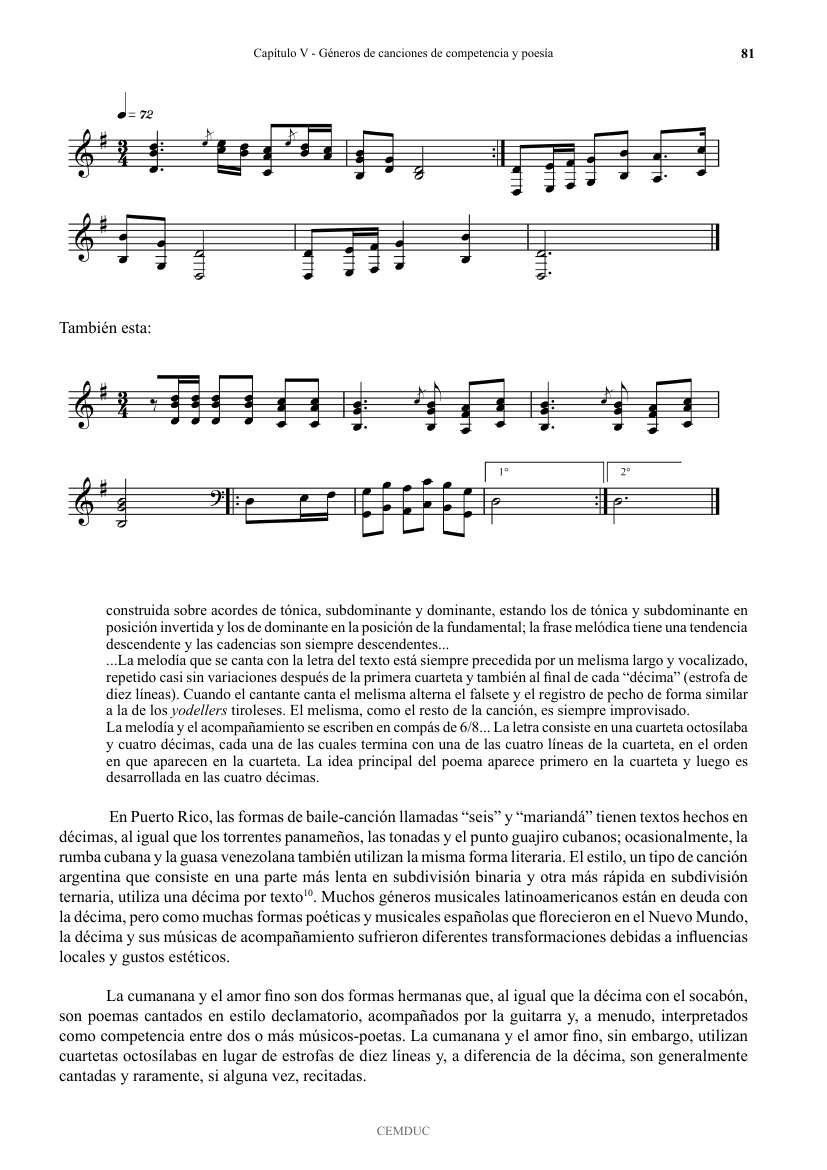 Capítulo V - Géneros de canciones de competencia y poesía 81
= 72
3
4
También esta:
3
4
1°
2°
construida sobre acordes de tónica, subdominante y dominante, estando los de tónica y subdominante en
posición invertida y los de dominante en la posición de la fundamental; la frase melódica tiene una tendencia
descendente y las cadencias son siempre descendentes...
...La melodía que se canta con la letra del texto está siempre precedida por un melisma largo y vocalizado,
repetido casi sin variaciones después de la primera cuarteta y también al final de cada “décima” (estrofa de
diez líneas). Cuando el cantante canta el melisma alterna el falsete y el registro de pecho de forma similar
a la de los yodellers tiroleses. El melisma, como el resto de la canción, es siempre improvisado.
La melodía y el acompañamiento se escriben en compás de 6/8... La letra consiste en una cuarteta octosílaba
y cuatro décimas, cada una de las cuales termina con una de las cuatro líneas de la cuarteta, en el orden
en que aparecen en la cuarteta. La idea principal del poema aparece primero en la cuarteta y luego es
desarrollada en las cuatro décimas.
En Puerto Rico, las formas de baile-canción llamadas “seis” y “mariandá” tienen textos hechos en
décimas, al igual que los torrentes panameños, las tonadas y el punto guajiro cubanos; ocasionalmente, la
rumba cubana y la guasa venezolana también utilizan la misma forma literaria. El estilo, un tipo de canción
argentina que consiste en una parte más lenta en subdivisión binaria y otra más rápida en subdivisión
ternaria, utiliza una décima por texto¹⁰. Muchos géneros musicales latinoamericanos están en deuda con
la décima, pero como muchas formas poéticas y musicales españolas que florecieron en el Nuevo Mundo,
la décima y sus músicas de acompañamiento sufrieron diferentes transformaciones debidas a influencias
locales y gustos estéticos.
La cumanana y el amor fino son dos formas hermanas que, al igual que la décima con el socabón,
son poemas cantados en estilo declamatorio, acompañados por la guitarra y, a menudo, interpretados
como competencia entre dos o más músicos-poetas. La cumanana y el amor fino, sin embargo, utilizan
cuartetas octosílabas en lugar de estrofas de diez líneas y, a diferencia de la décima, son generalmente
cantadas y raramente, si alguna vez, recitadas.
CEMDUC